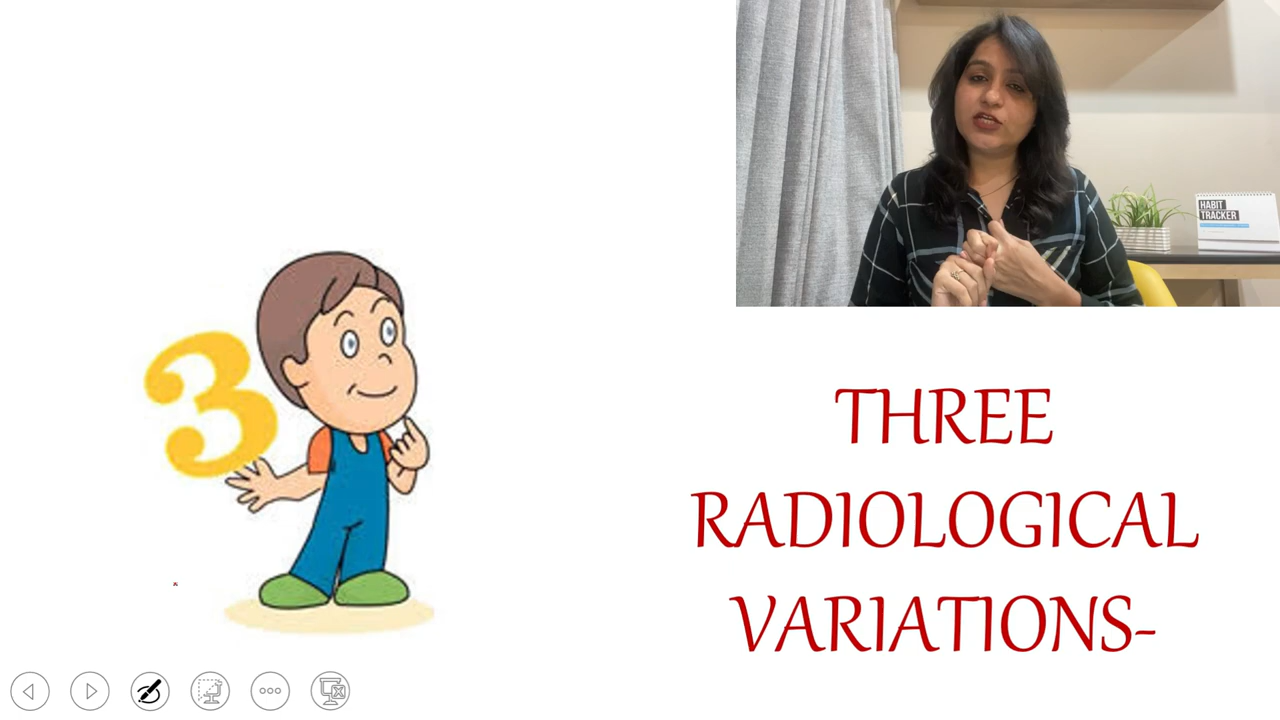 HABIT
TRACKER
3
THREE
RADIOLOGICAL
VARIATIONS-